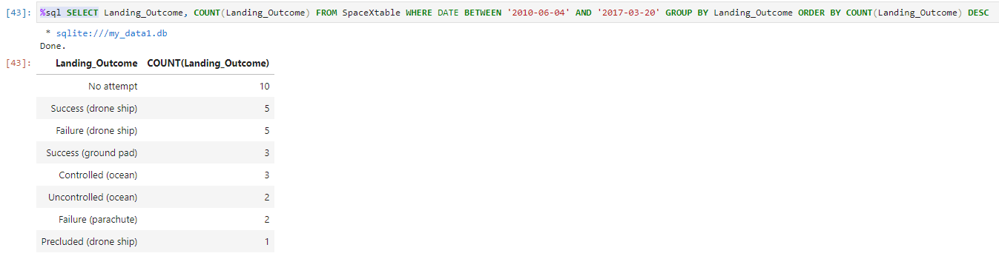 [43]: %sql SELECT Landing_Outcome, COUNT(Landing_Outcome) FROM SpaceXtable WHERE DATE BETWEEN '2010-06-04' AND '2017-03-20' GROUP BY Landing_Outcome ORDER BY COUNT(Landing_Outcome) DESC
* sqlite:///my_data1.db
Done.
[43]: Landing_Outcome COUNT(Landing_Outcome)
No attempt 10
Success (drone ship) 5
Failure (drone ship) 5
Success (ground pad) 3
Controlled (ocean) 3
Uncontrolled (ocean) 2
Failure (parachute) 2
Precluded (drone ship) 1